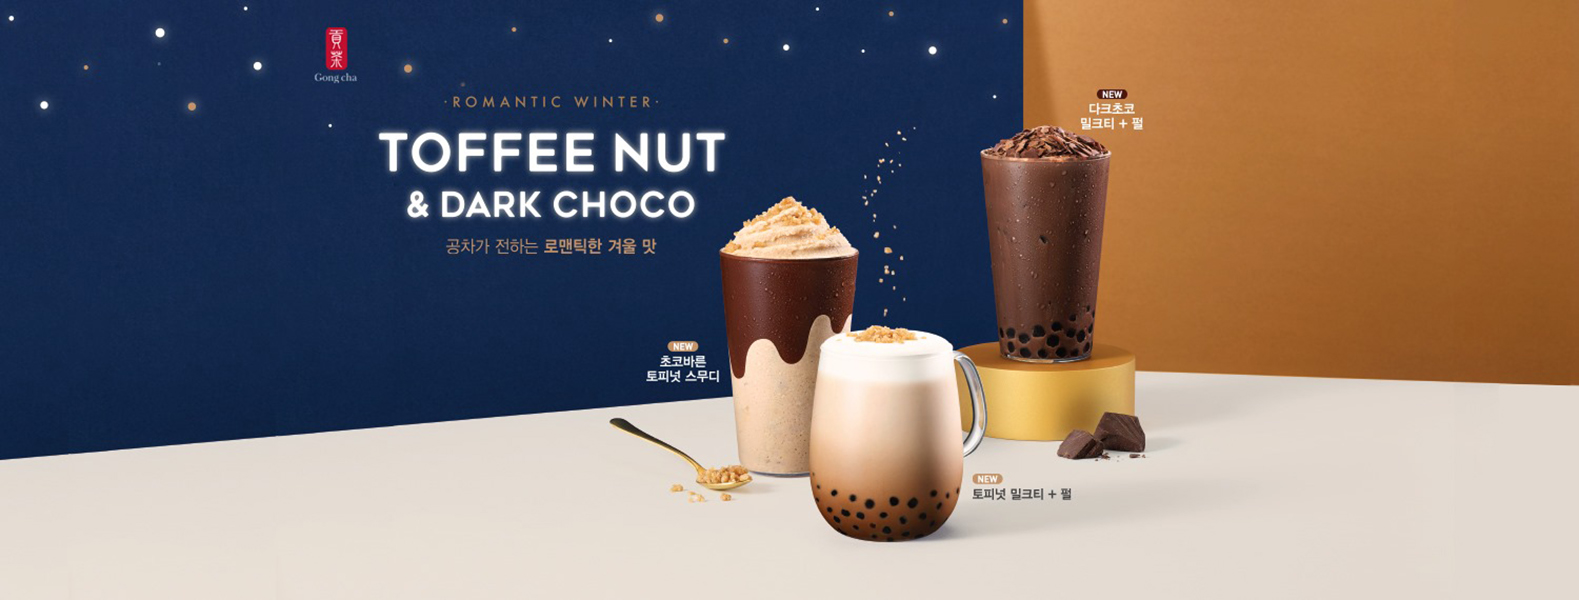 貢茶
Gong cha
·ROMANTIC WINTER·
TOFFEE NUT
& DARK CHOCO
공차가 전하는 로맨틱한 겨울 맛
NEW
다크초코
밀크티 + 펄
NEW
초코바른
토피넛 스무디
NEW
토피넛 밀크티 + 펄